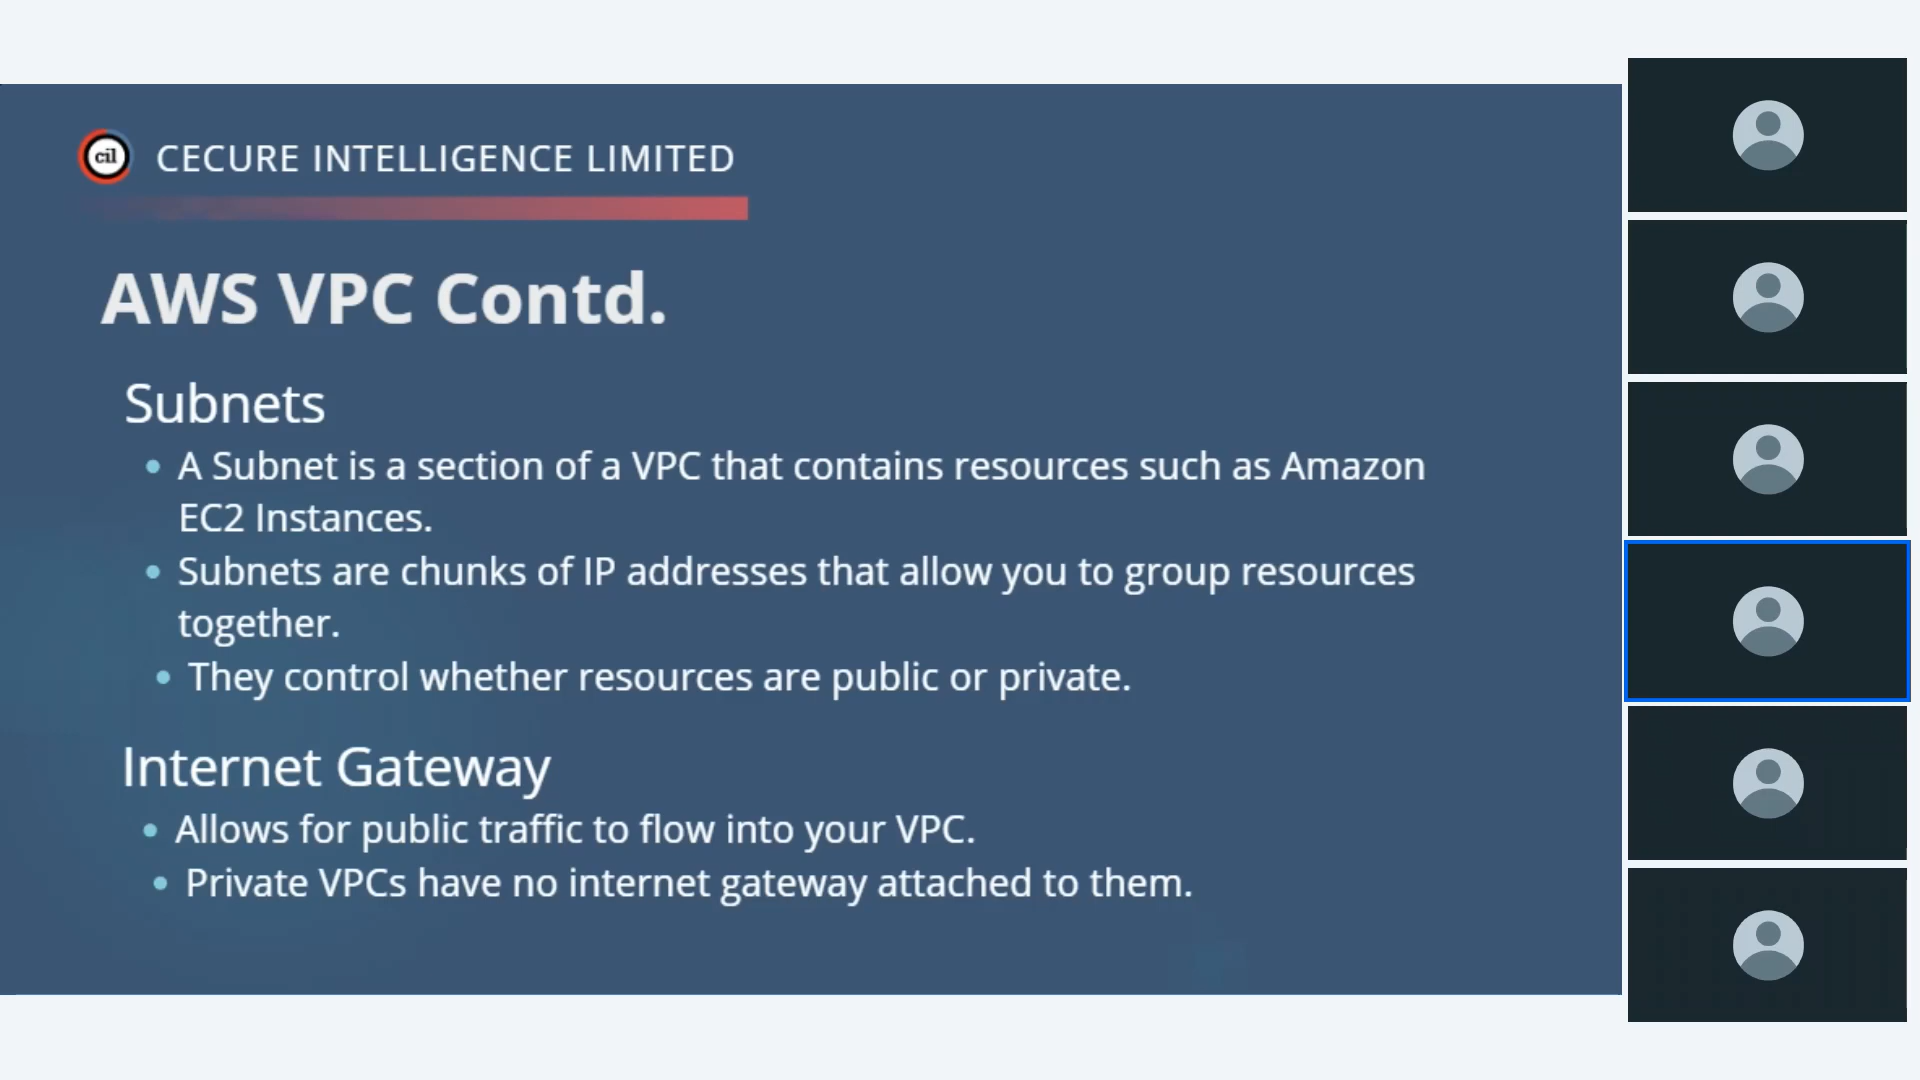 cil
CECURE INTELLIGENCE LIMITED
AWS VPC Contd.
Subnets
• A Subnet is a section of a VPC that contains resources such as Amazon
EC2 Instances.
• Subnets are chunks of IP addresses that allow you to group resources
together.
• They control whether resources are public or private.
Internet Gateway
• Allows for public traffic to flow into your VPC.
• Private VPCs have no internet gateway attached to them.